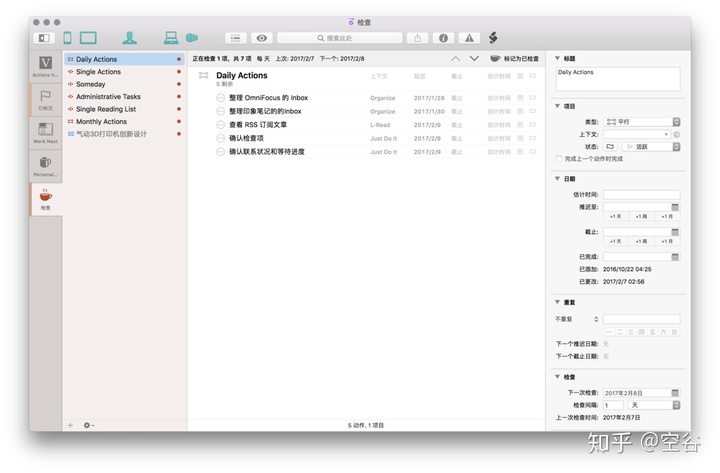 检查
搜索此处
Actions H...
已标注
Work Next
Personal...
检查
Daily Actions
Single Actions
Someday
Administrative Tasks
Single Reading List
Monthly Actions
气动3D打印机创新设计
正在检查 1 项，共 7 项 每 天 上次: 2017/2/7 下一个: 2017/2/8 标记为已检查
Daily Actions 上下文 延迟 截止 估计时间
5 剩余
整理 OmniFocus 的 Inbox Organize 2017/1/28 截止 估计时间
整理印象笔记的的Inbox Organize 2017/1/30 截止 估计时间
查看 RSS 订阅文章 L-Read 2017/2/9 截止 估计时间
确认检查项 Just Do It 2017/2/9 截止 估计时间
确认联系状况和等待进度 Just Do It 2017/2/9 截止 估计时间
5 动作, 1 项目
标题
Daily Actions
项目
类型: 平行
上下文:
状态: 活跃
完成上一个动作时完成
日期
估计时间:
推迟至:
+1 天 +1 周 +1 月
截止:
+1 天 +1 周 +1 月
已完成:
已添加: 2016/10/22 04:25
已更改: 2017/2/7 02:56
重复
不重复
一 二 三 四 五 六 日
下一个推迟日期: 无
下一个截止日期: 无
检查
下一次检查: 2017年2月8日
检查间隔: 1 天
上一次检查时间: 2017年2月7日
知乎 @空谷